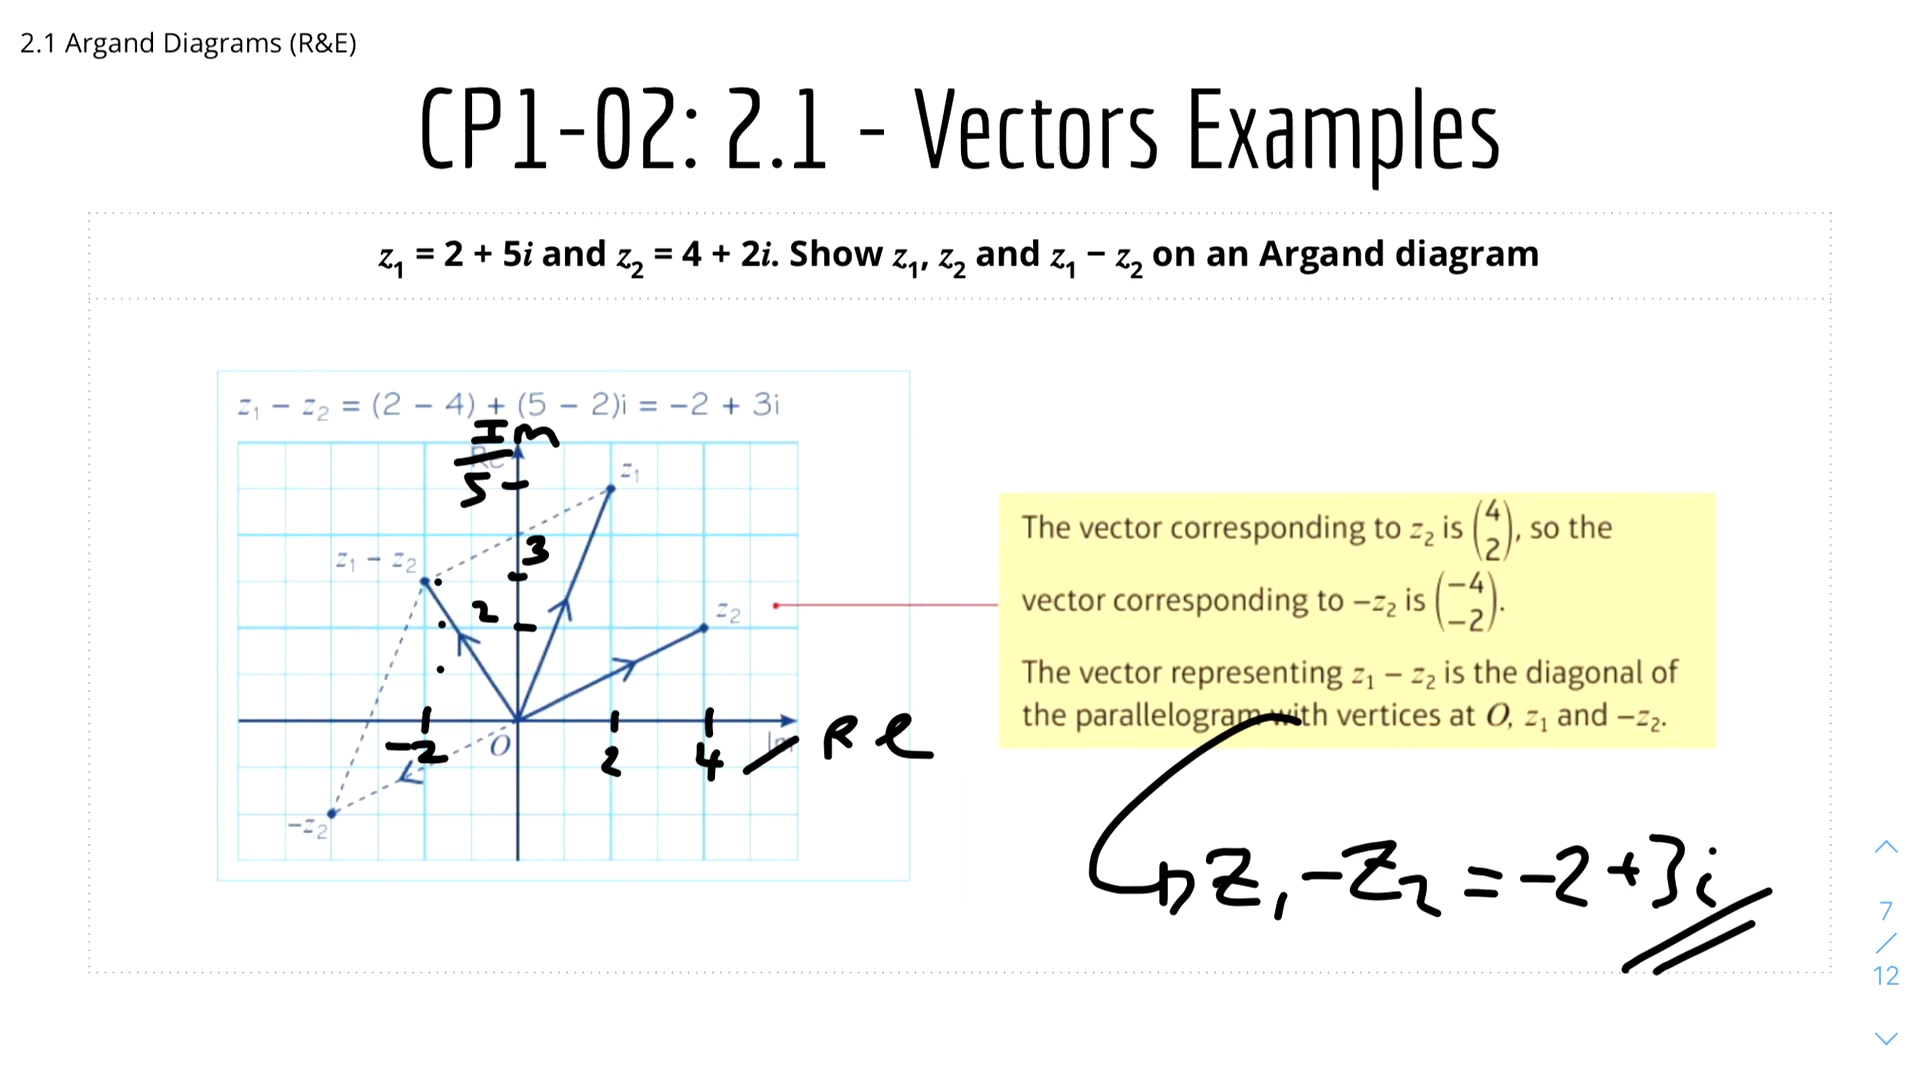 2.1 Argand Diagrams (R&E)
CP1-02: 2.1 - Vectors Examples
z₁ = 2 + 5i and z₂ = 4 + 2i. Show z₁, z₂ and z₁ − z₂ on an Argand diagram
z₁ − z₂ = (2 − 4) + (5 − 2)i = −2 + 3i
Im
Re
5
z₁
3
z₁ − z₂
2
z₂
−2
O
2
4
Im
Re
−z₂
The vector corresponding to z₂ is (4 2), so the
vector corresponding to −z₂ is (−4 −2).
The vector representing z₁ − z₂ is the diagonal of
the parallelogram with vertices at O, z₁ and −z₂.
z₁ − z₂ = −2 + 3i
7
/
12